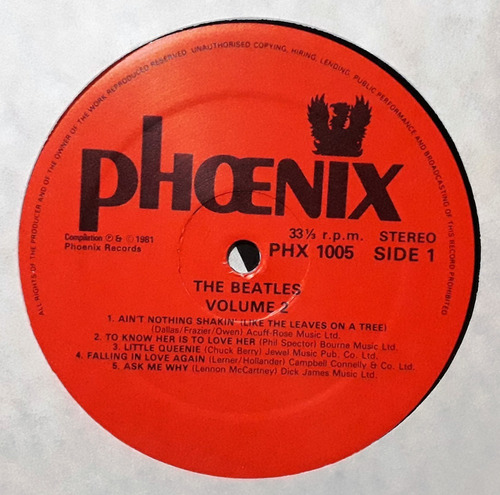 ALL RIGHTS OF THE PRODUCER AND OF THE OWNER OF THE WORK REPRODUCED RESERVED. UNAUTHORISED COPYING, HIRING, LENDING, PUBLIC PERFORMANCE AND BROADCASTING OF THIS RECORD PROHIBITED
phŒNIX
Compilation ℗ & © 1981
Phoenix Records
33⅓ r.p.m. STEREO
PHX 1005 SIDE 1
THE BEATLES
VOLUME 2
1. AIN'T NOTHING SHAKIN' (LIKE THE LEAVES ON A TREE)
(Dallas/Frazier/Owen) Acuff-Rose Music Ltd.
2. TO KNOW HER IS TO LOVE HER (Phil Spector) Bourne Music Ltd.
3. LITTLE QUEENIE (Chuck Berry) Jewel Music Pub. Co. Ltd.
4. FALLING IN LOVE AGAIN (Lerner/Hollander) Campbell Connelly & Co. Ltd.
5. ASK ME WHY (Lennon McCartney) Dick James Music Ltd.